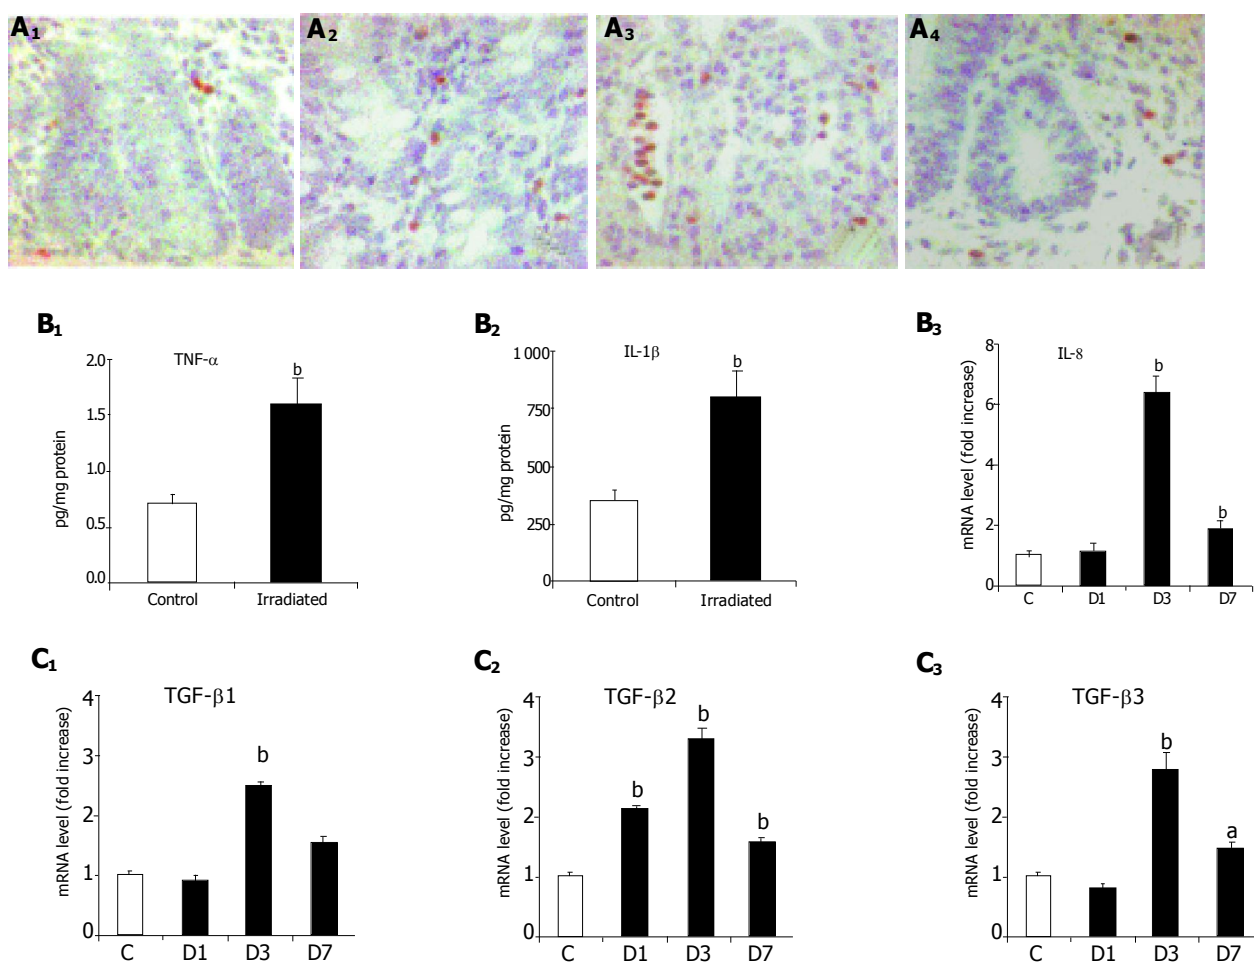 A1 A2 A3 A4
B1
TNF-α
pg/mg protein
2.0
1.5
1.0
0.5
0.0
b
Control Irradiated
B2
IL-1β
pg/mg protein
1 000
750
500
250
0
b
Control Irradiated
B3
IL-8
mRNA level (fold increase)
8
6
4
2
0
b
b
C D1 D3 D7
C1
TGF-β1
mRNA level (fold increase)
4
3
2
1
0
b
C D1 D3 D7
C2
TGF-β2
mRNA level (fold increase)
4
3
2
1
0
b
b
b
C D1 D3 D7
C3
TGF-β3
mRNA level (fold increase)
4
3
2
1
0
b
a
C D1 D3 D7